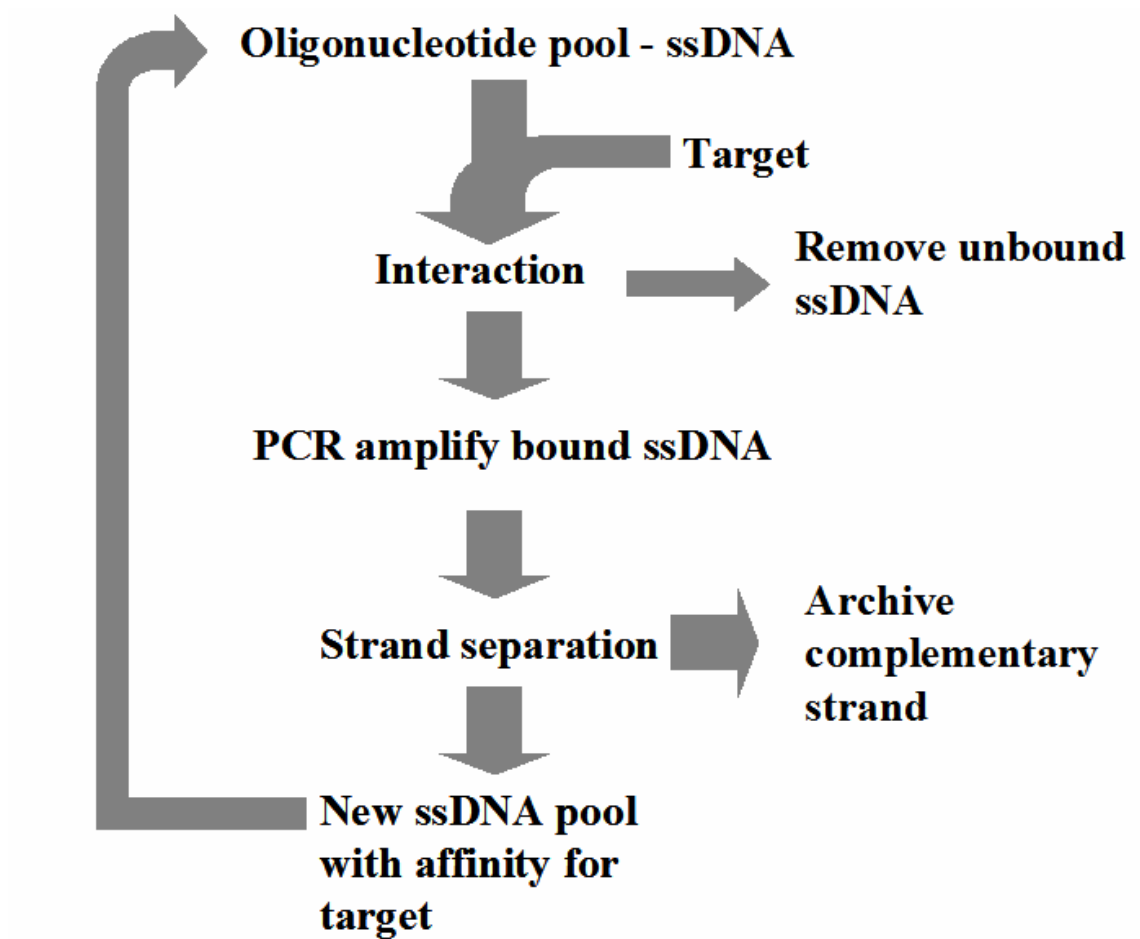 Oligonucleotide pool - ssDNA
Target
Interaction
Remove unbound
ssDNA
PCR amplify bound ssDNA
Strand separation
Archive
complementary
strand
New ssDNA pool
with affinity for
target